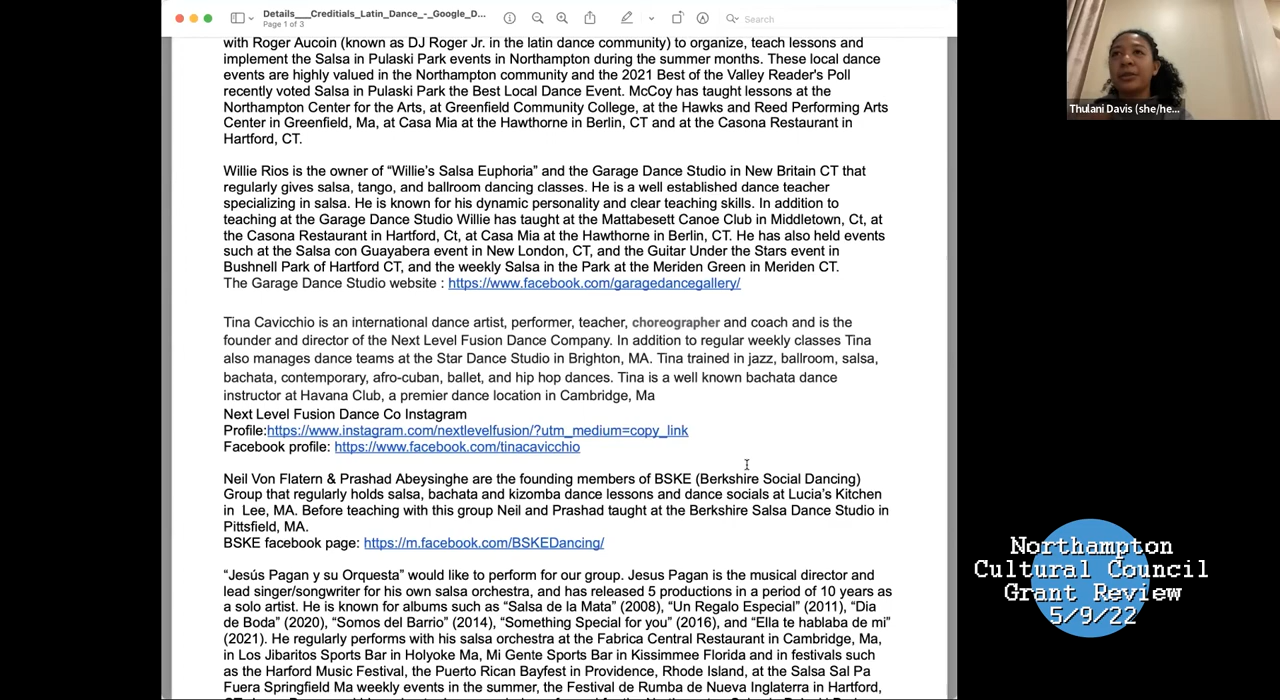 Details___Creditials_Latin_Dance_-_Google_D...
Page 1 of 3
Search
with Roger Aucoin (known as DJ Roger Jr. in the latin dance community) to organize, teach lessons and
implement the Salsa in Pulaski Park events in Northampton during the summer months. These local dance
events are highly valued in the Northampton community and the 2021 Best of the Valley Reader's Poll
recently voted Salsa in Pulaski Park the Best Local Dance Event. McCoy has taught lessons at the
Northampton Center for the Arts, at Greenfield Community College, at the Hawks and Reed Performing Arts
Center in Greenfield, Ma, at Casa Mia at the Hawthorne in Berlin, CT and at the Casona Restaurant in
Hartford, CT.
Willie Rios is the owner of “Willie’s Salsa Euphoria” and the Garage Dance Studio in New Britain CT that
regularly gives salsa, tango, and ballroom dancing classes. He is a well established dance teacher
specializing in salsa. He is known for his dynamic personality and clear teaching skills. In addition to
teaching at the Garage Dance Studio Willie has taught at the Mattabesett Canoe Club in Middletown, Ct, at
the Casona Restaurant in Hartford, Ct, at Casa Mia at the Hawthorne in Berlin, CT. He has also held events
such at the Salsa con Guayabera event in New London, CT, and the Guitar Under the Stars event in
Bushnell Park of Hartford CT, and the weekly Salsa in the Park at the Meriden Green in Meriden CT.
The Garage Dance Studio website : https://www.facebook.com/garagedancegallery/
Tina Cavicchio is an international dance artist, performer, teacher, choreographer and coach and is the
founder and director of the Next Level Fusion Dance Company. In addition to regular weekly classes Tina
also manages dance teams at the Star Dance Studio in Brighton, MA. Tina trained in jazz, ballroom, salsa,
bachata, contemporary, afro-cuban, ballet, and hip hop dances. Tina is a well known bachata dance
instructor at Havana Club, a premier dance location in Cambridge, Ma
Next Level Fusion Dance Co Instagram
Profile:https://www.instagram.com/nextlevelfusion/?utm_medium=copy_link
Facebook profile: https://www.facebook.com/tinacavicchio
Neil Von Flatern & Prashad Abeysinghe are the founding members of BSKE (Berkshire Social Dancing)
Group that regularly holds salsa, bachata and kizomba dance lessons and dance socials at Lucia’s Kitchen
in Lee, MA. Before teaching with this group Neil and Prashad taught at the Berkshire Salsa Dance Studio in
Pittsfield, MA.
BSKE facebook page: https://m.facebook.com/BSKEDancing/
“Jesús Pagan y su Orquesta” would like to perform for our group. Jesus Pagan is the musical director and
lead singer/songwriter for his own salsa orchestra, and has released 5 productions in a period of 10 years as
a solo artist. He is known for albums such as “Salsa de la Mata” (2008), “Un Regalo Especial” (2011), “Dia
de Boda” (2020), “Somos del Barrio” (2014), “Something Special for you” (2016), and “Ella te hablaba de mi”
(2021). He regularly performs with his salsa orchestra at the Fabrica Central Restaurant in Cambridge, Ma,
in Los Jibaritos Sports Bar in Holyoke Ma, Mi Gente Sports Bar in Kissimmee Florida and in festivals such
as the Harford Music Festival, the Puerto Rican Bayfest in Providence, Rhode Island, at the Salsa Sal Pa
Fuera Springfield Ma weekly events in the summer, the Festival de Rumba de Nueva Inglaterra in Hartford,
Thulani Davis (she/he...
Northampton
Cultural Council
Grant Review
5/9/22